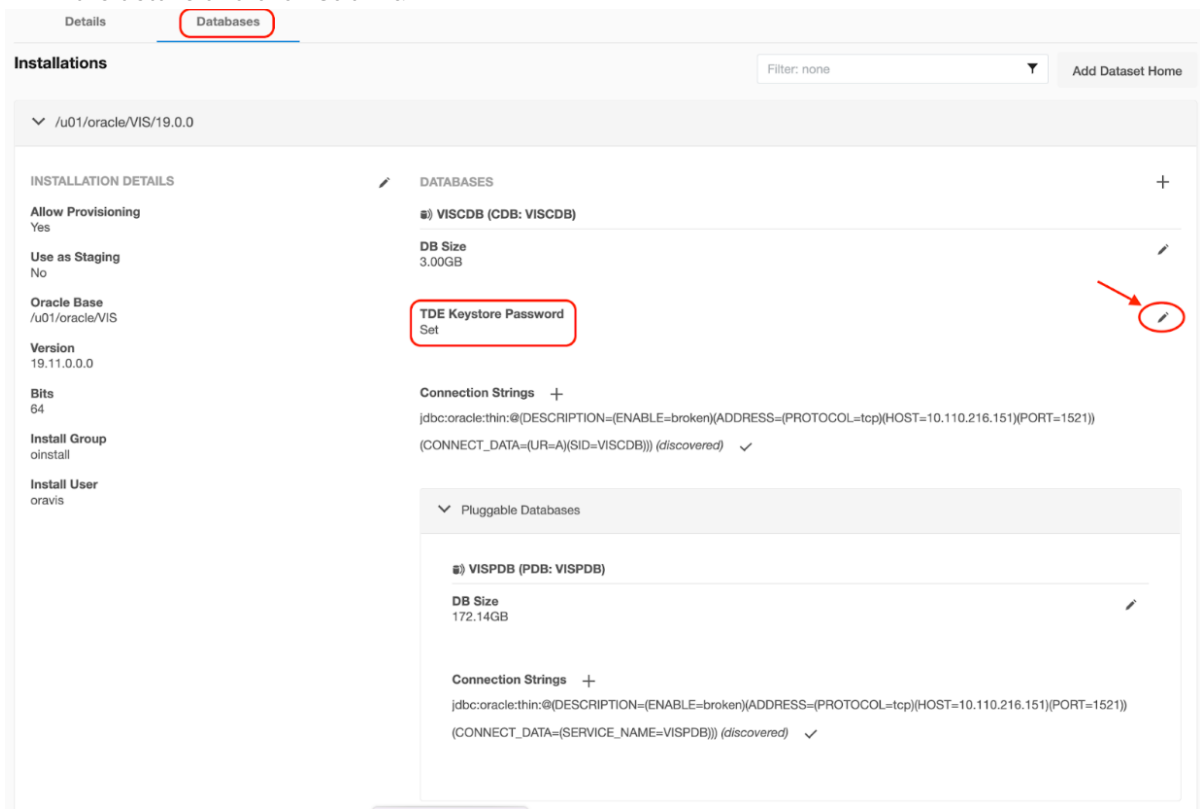 Details
Databases
Installations
Filter: none
Add Dataset Home
/u01/oracle/VIS/19.0.0
INSTALLATION DETAILS
Allow Provisioning
Yes
Use as Staging
No
Oracle Base
/u01/oracle/VIS
Version
19.11.0.0.0
Bits
64
Install Group
oinstall
Install User
oravis
DATABASES
VISCDB (CDB: VISCDB)
DB Size
3.00GB
TDE Keystore Password
Set
Connection Strings
jdbc:oracle:thin:@(DESCRIPTION=(ENABLE=broken)(ADDRESS=(PROTOCOL=tcp)(HOST=10.110.216.151)(PORT=1521))
(CONNECT_DATA=(UR=A)(SID=VISCDB))) (discovered)
Pluggable Databases
VISPDB (PDB: VISPDB)
DB Size
172.14GB
Connection Strings
jdbc:oracle:thin:@(DESCRIPTION=(ENABLE=broken)(ADDRESS=(PROTOCOL=tcp)(HOST=10.110.216.151)(PORT=1521))
(CONNECT_DATA=(SERVICE_NAME=VISPDB))) (discovered)